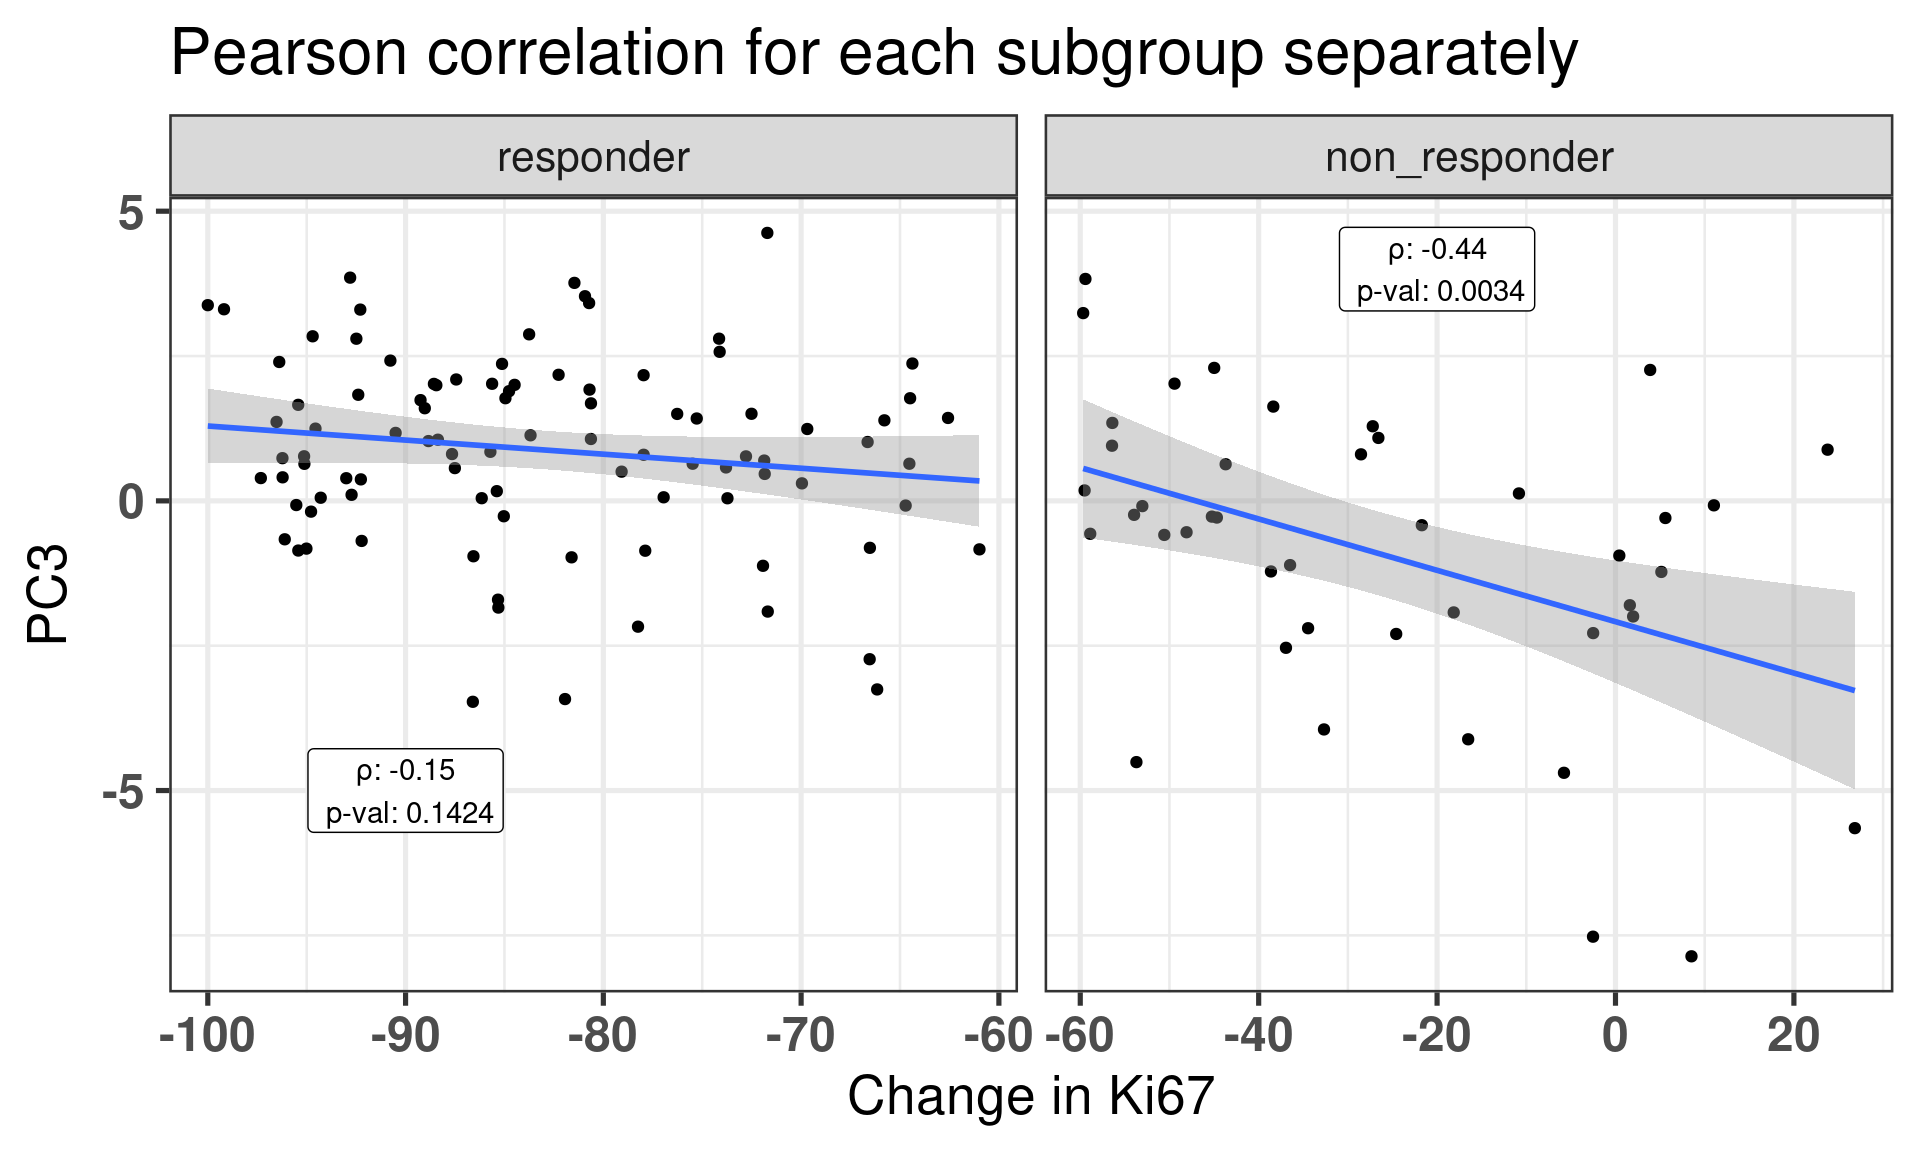 Pearson correlation for each subgroup separately
responder
non_responder
5
0
-5
PC3
ρ: -0.15
p-val: 0.1424
ρ: -0.44
p-val: 0.0034
-100 -90 -80 -70 -60
-60 -40 -20 0 20
Change in Ki67